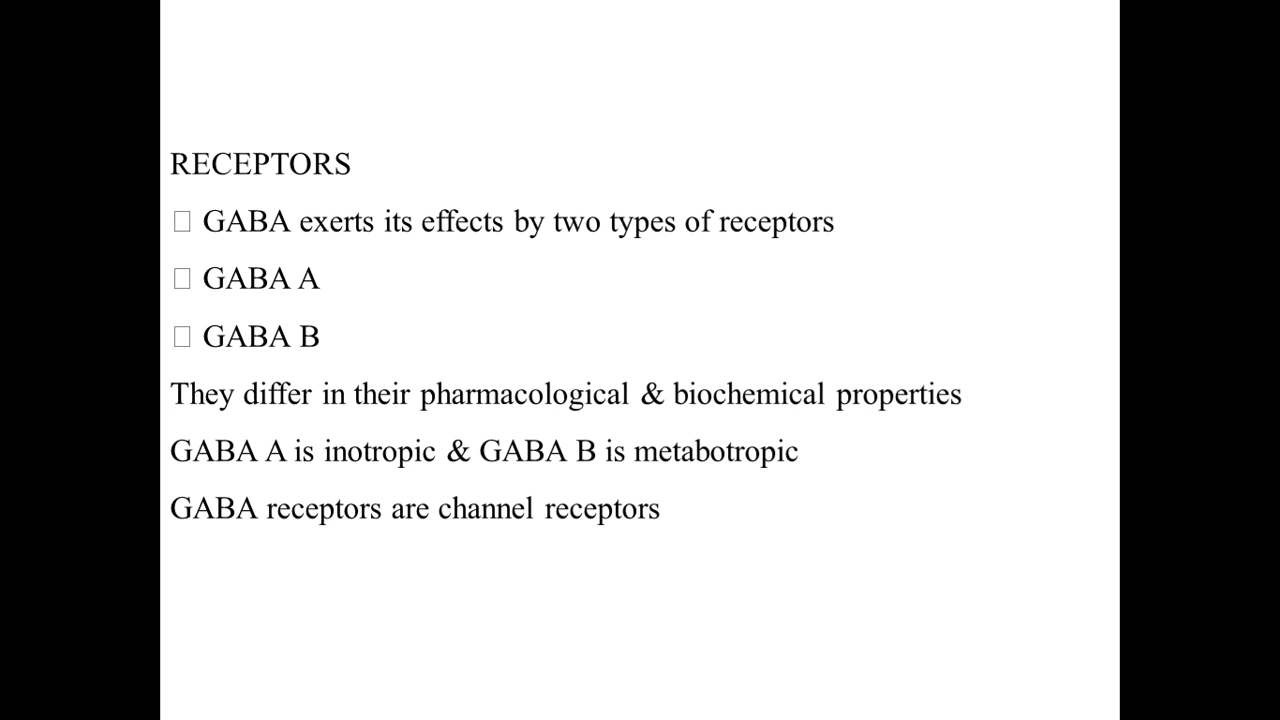 RECEPTORS
□ GABA exerts its effects by two types of receptors
□ GABA A
□ GABA B
They differ in their pharmacological & biochemical properties
GABA A is inotropic & GABA B is metabotropic
GABA receptors are channel receptors